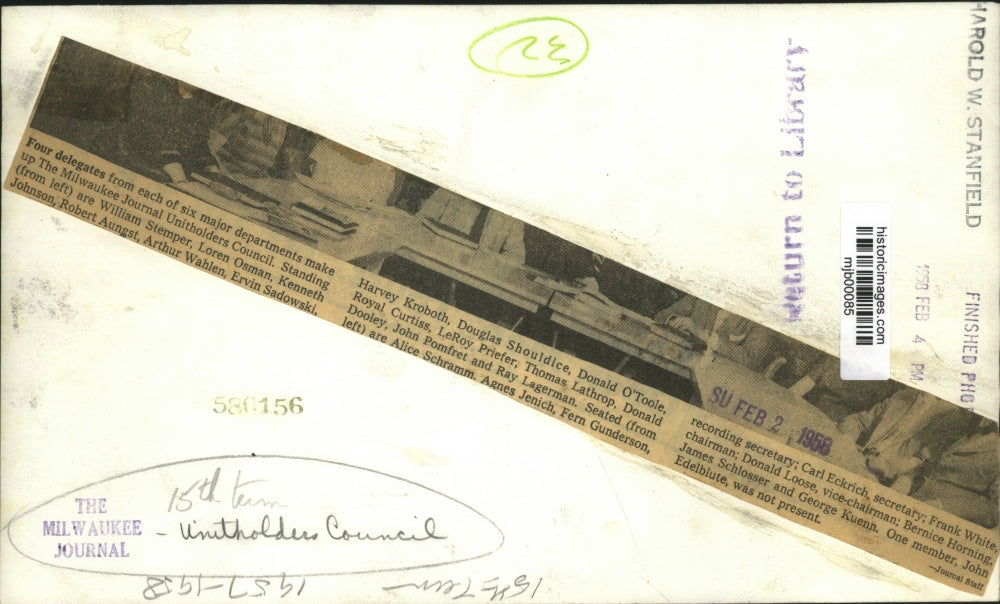 23
Return to Library
HAROLD W. STANFIELD
FINISHED PHO
1958 FEB 4 PM
historicimages.com
mjb00085
Four delegates from each of six major departments make
up The Milwaukee Journal Unitholders Council. Standing
(from left) are William Stemper, Loren Osman, Kenneth
Johnson, Robert Aungst, Arthur Wahlen, Ervin Sadowski,
Harvey Kroboth, Douglas Shouldice, Donald O'Toole,
Royal Curtiss, LeRoy Priefer, Thomas Lathrop, Donald
Dooley, John Pomfret and Ray Lagerman. Seated (from
left) are Alice Schramm, Agnes Jenich, Fern Gunderson,
recording secretary; Carl Eckrich, secretary; Frank White,
chairman; Donald Loose, vice-chairman; Bernice Horning,
James Schlosser and George Kuenn. One member, John
Edelblute, was not present.
—Journal Staff
SU FEB 2, 1958
580156
15th term
THE
MILWAUKEE
JOURNAL
- Unitholders Council
15th Term - 1957-1958